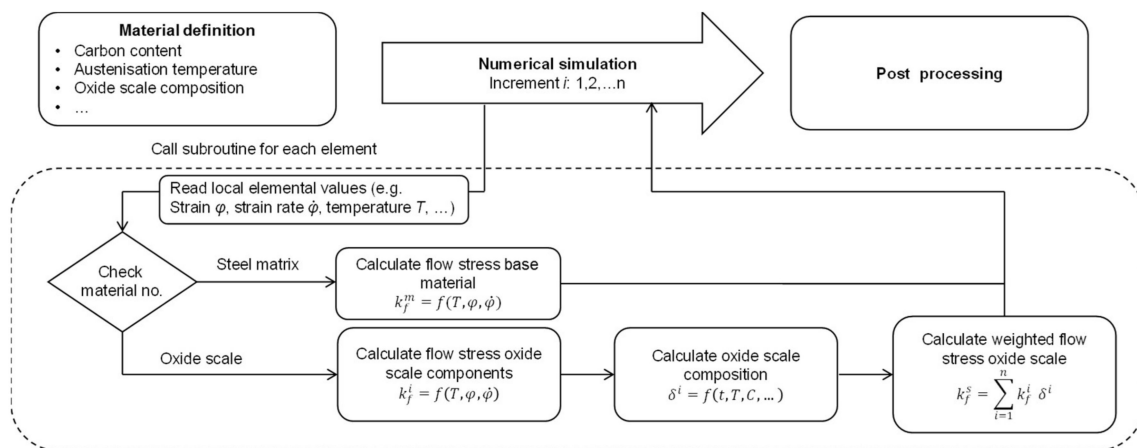 Material definition
• Carbon content
• Austenisation temperature
• Oxide scale composition
• …
Numerical simulation
Increment i: 1,2,…n
Post processing
Call subroutine for each element
Read local elemental values (e.g.
Strain φ, strain rate φ̇, temperature T, …)
Check
material no.
Steel matrix
Calculate flow stress base
material
k_f^m = f(T, φ, φ̇)
Oxide scale
Calculate flow stress oxide
scale components
k_f^i = f(T, φ, φ̇)
Calculate oxide scale
composition
δ^i = f(t, T, C, … )
Calculate weighted flow
stress oxide scale
k_f^s = ∑_{i=1}^{n} k_f^i δ^i